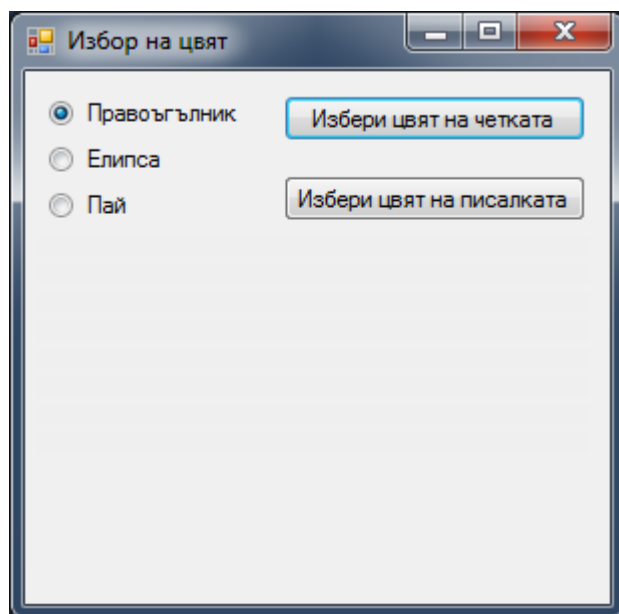 Избор на цвят
Правоъгълник
Избери цвят на четката
Елипса
Пай
Избери цвят на писалката